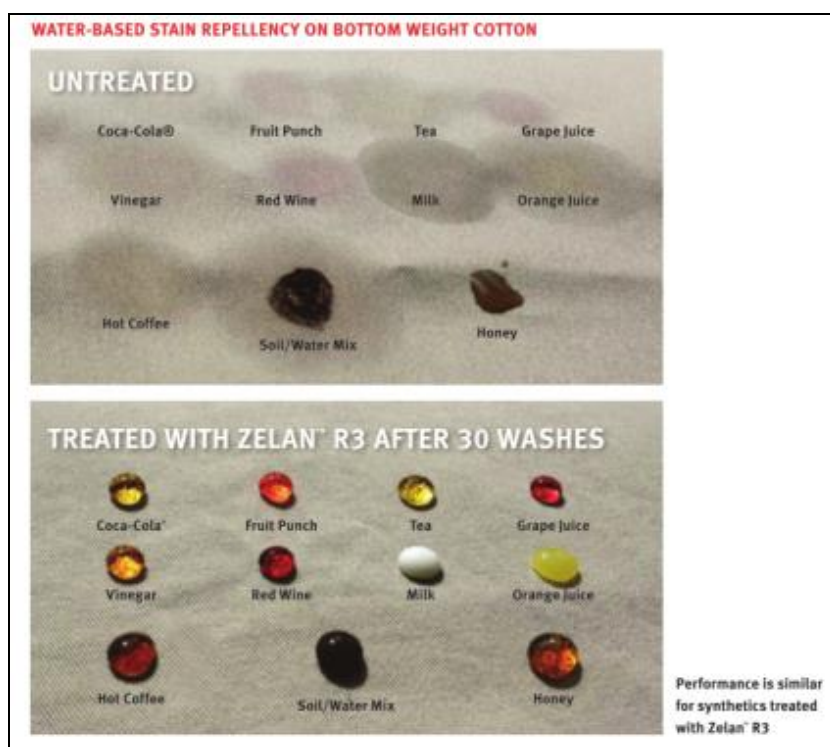 WATER-BASED STAIN REPELLENCY ON BOTTOM WEIGHT COTTON
UNTREATED
Coca-Cola® Fruit Punch Tea Grape Juice
Vinegar Red Wine Milk Orange Juice
Hot Coffee Soil/Water Mix Honey
TREATED WITH ZELAN™ R3 AFTER 30 WASHES
Coca-Cola® Fruit Punch Tea Grape Juice
Vinegar Red Wine Milk Orange Juice
Hot Coffee Soil/Water Mix Honey
Performance is similar
for synthetics treated
with Zelan™ R3